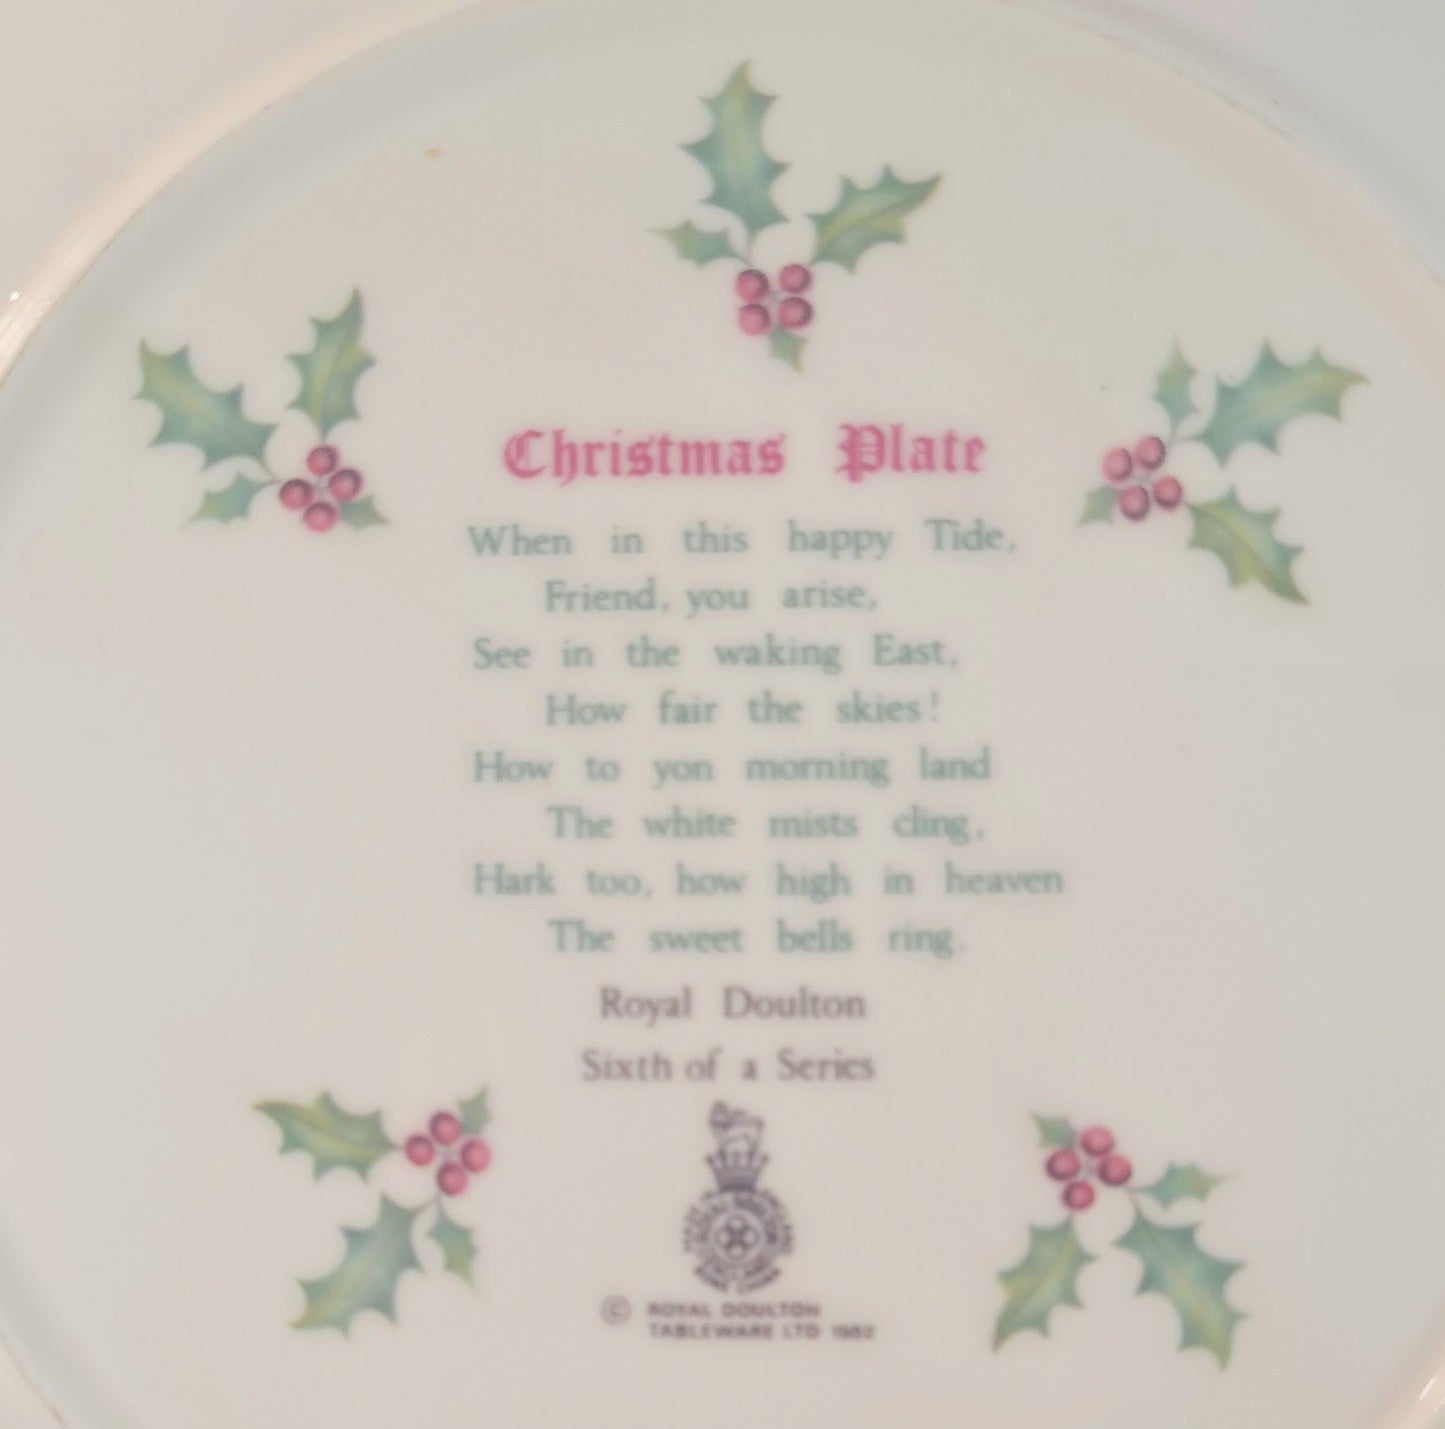 Christmas Plate
When in this happy Tide,
Friend, you arise,
See in the waking East,
How fair the skies!
How to yon morning land
The white mists cling,
Hark too, how high in heaven
The sweet bells ring.
Royal Doulton
Sixth of a Series
© ROYAL DOULTON
TABLEWARE LTD 1982